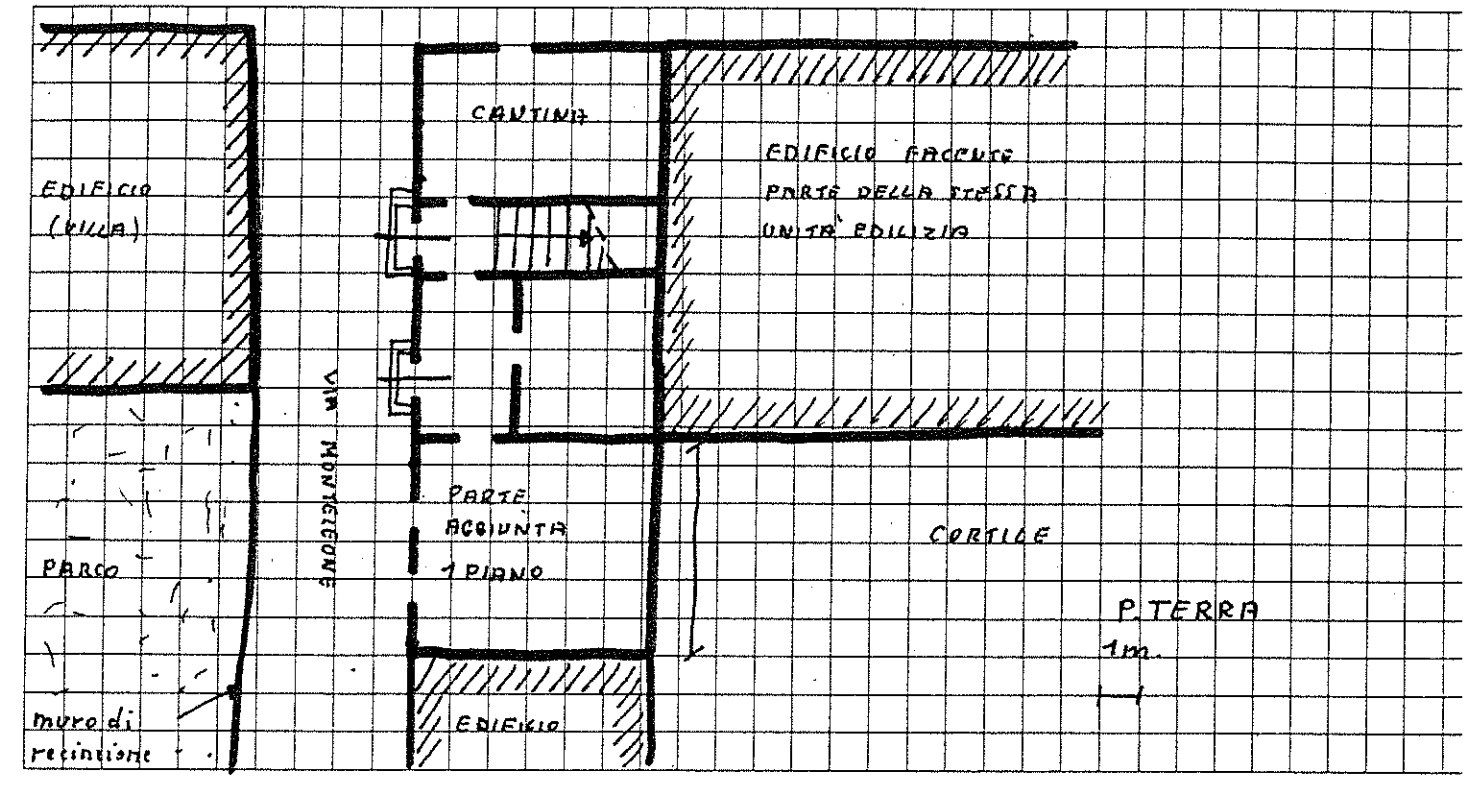 CANTINA
EDIFICIO
(VILLA)
EDIFICIO FACENTE
PARTE DELLA STESSA
UNITA' EDILIZIA
VIA MONTELEONE
PARTE
AGGIUNTA
1 PIANO
CORTILE
PARCO
P. TERRA
1m.
muro di
recinzione
EDIFICIO